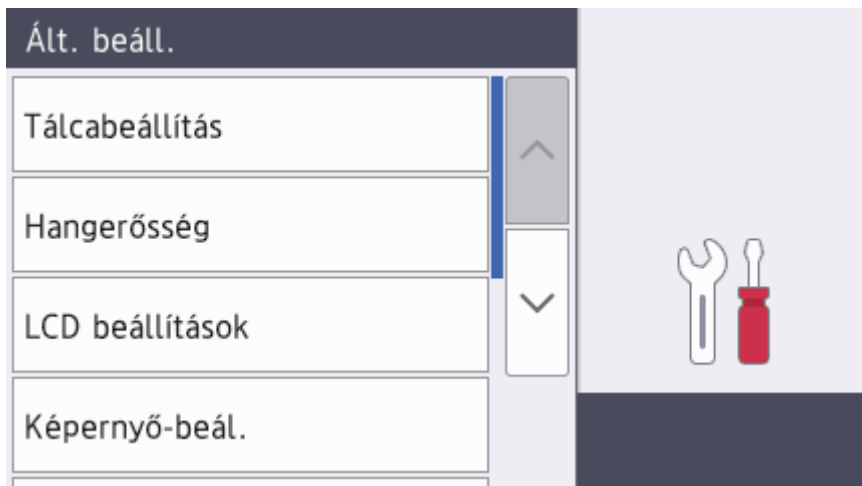 Ált. beáll.
Tálcabeállítás
Hangerősség
LCD beállítások
Képernyő-beál.